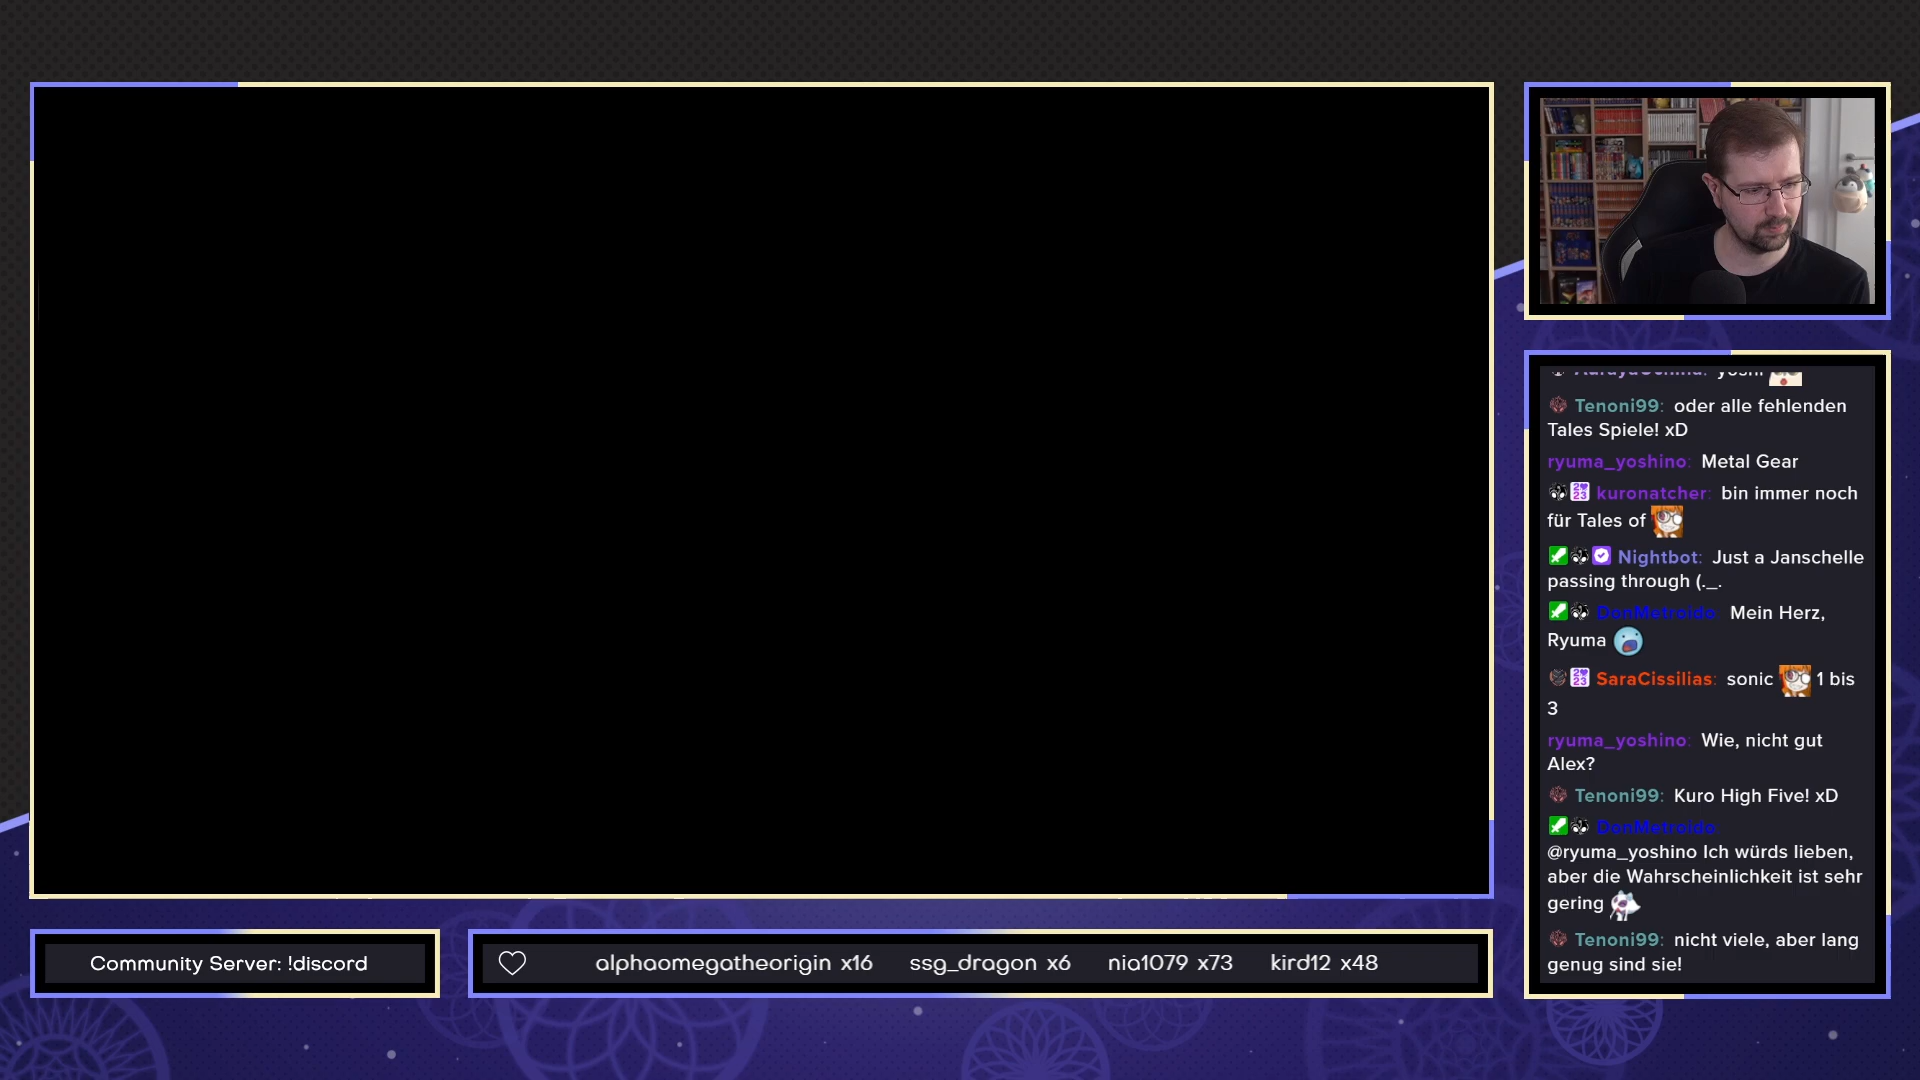 Tenoni99: oder alle fehlenden
Tales Spiele! xD
ryuma_yoshino: Metal Gear
kuronatcher: bin immer noch
für Tales of
Nightbot: Just a Janschelle
passing through (._.
DonMetroido: Mein Herz,
Ryuma
SaraCissilias: sonic 1 bis
3
ryuma_yoshino: Wie, nicht gut
Alex?
Tenoni99: Kuro High Five! xD
DonMetroido:
@ryuma_yoshino Ich würds lieben,
aber die Wahrscheinlichkeit ist sehr
gering
Tenoni99: nicht viele, aber lang
genug sind sie!
Community Server: !discord
alphaomegatheorigin x16 ssg_dragon x6 nia1079 x73 kird12 x48